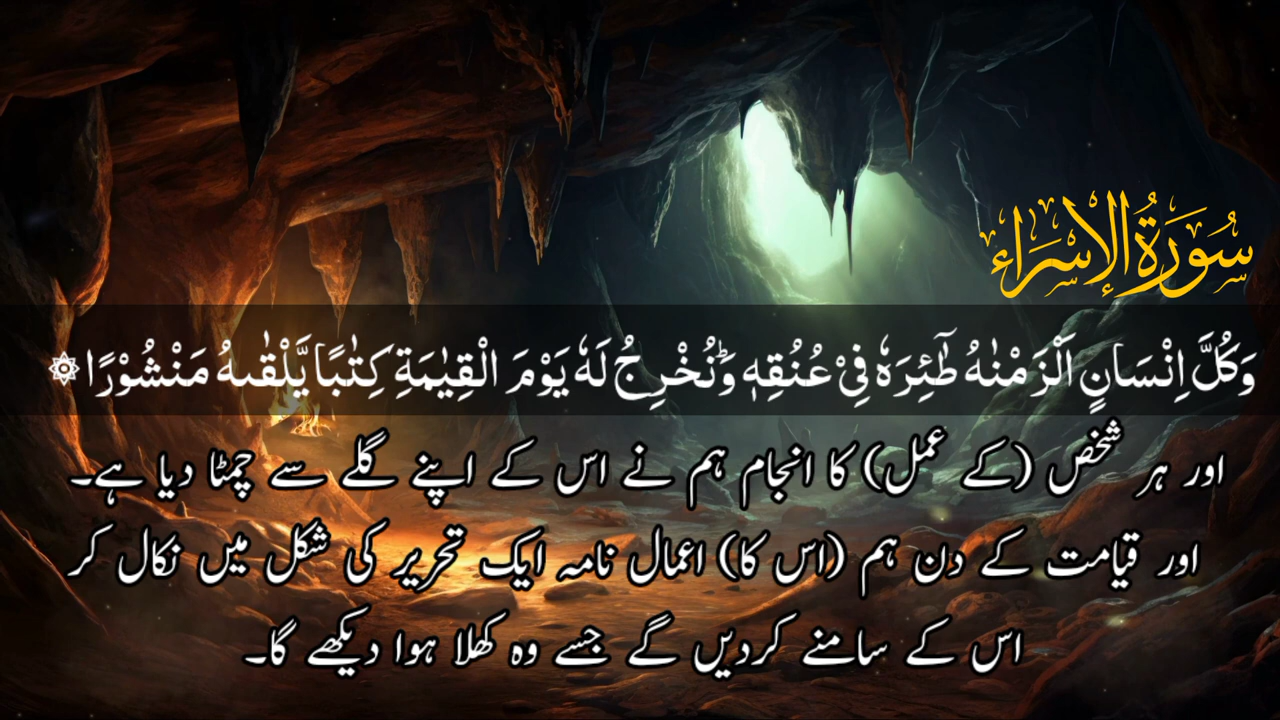 سُوْرَةُ الْإِسْرَاء
وَكُلَّ اِنْسَانٍ اَلْزَمْنٰهُ طٰٓئِرَهٗ فِیْ عُنُقِهٖ وَنُخْرِجُ لَهٗ یَوْمَ الْقِیٰمَةِ كِتٰبًا یَّلْقٰىهُ مَنْشُوْرًا ۞
اور ہر شخص (کے عمل) کا انجام ہم نے اس کے اپنے گلے سے چمٹا دیا ہے۔
اور قیامت کے دن ہم (اس کا) اعمال نامہ ایک تحریر کی شکل میں نکال کر
اس کے سامنے کردیں گے جسے وہ کھلا ہوا دیکھے گا۔